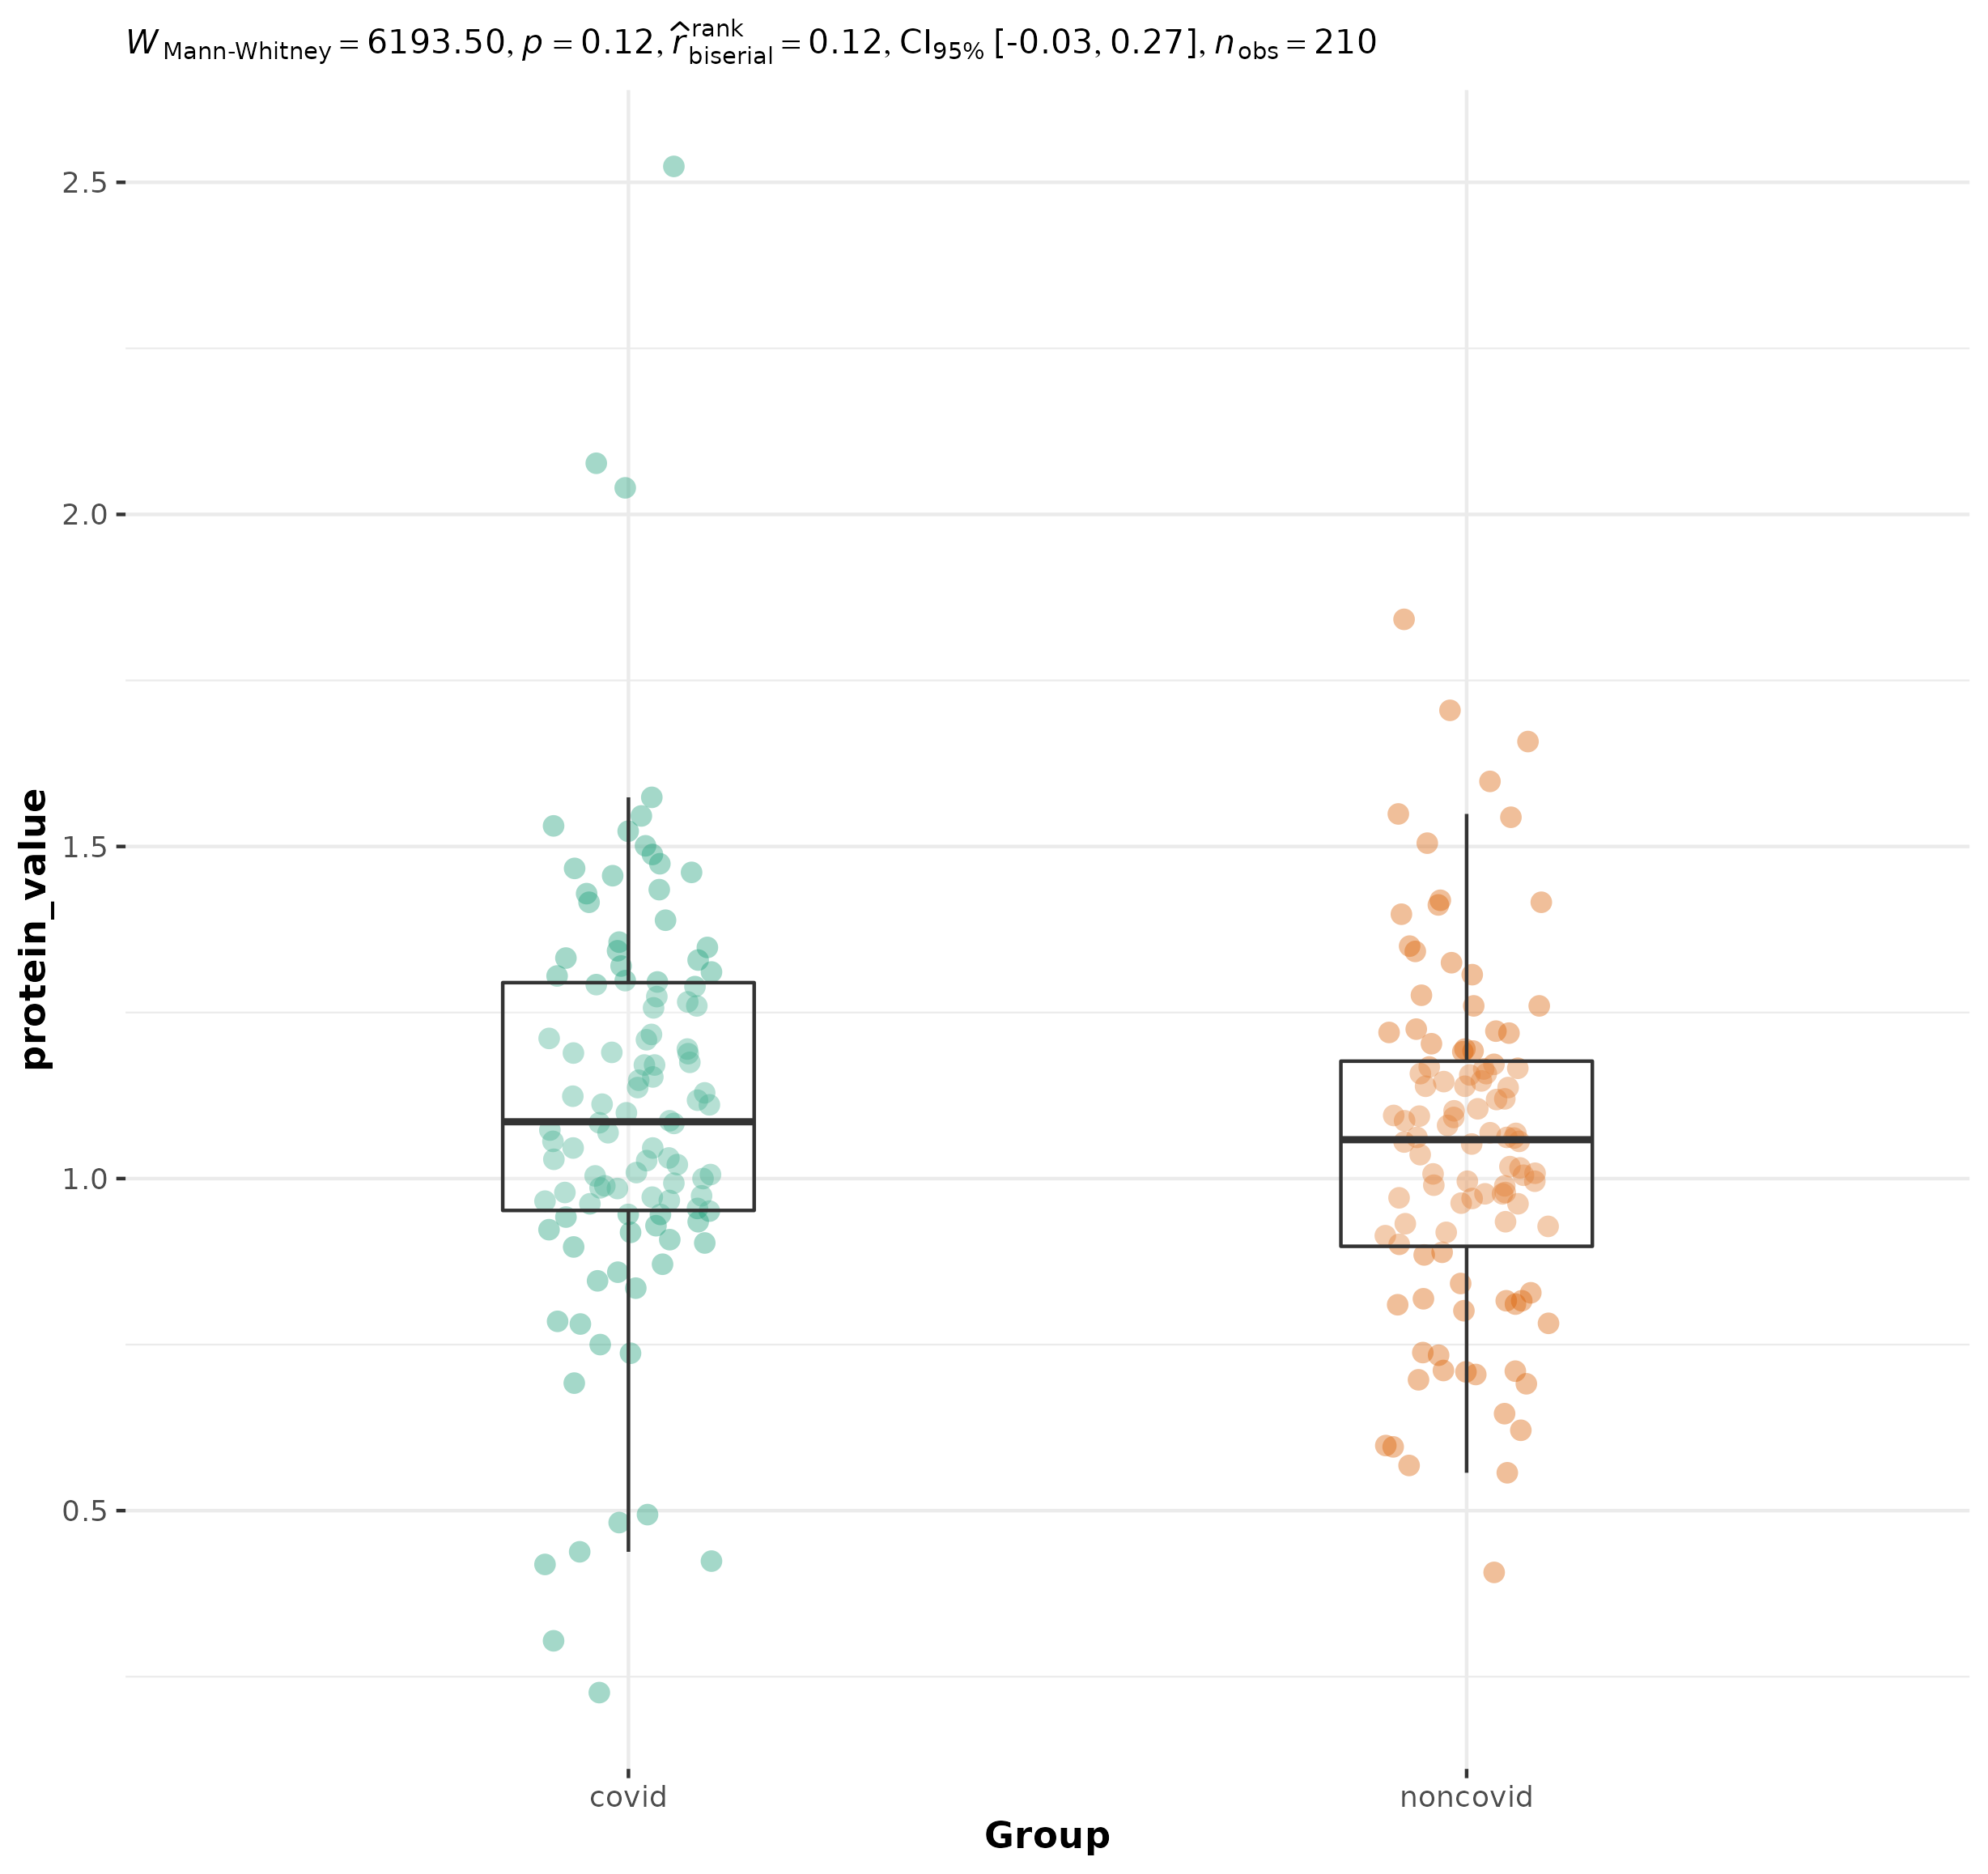 W Mann-Whitney = 6193.50, p = 0.12, r̂ rank biserial = 0.12, CI95% [-0.03, 0.27], n obs = 210
2.5
2.0
1.5
1.0
0.5
protein_value
covid noncovid
Group